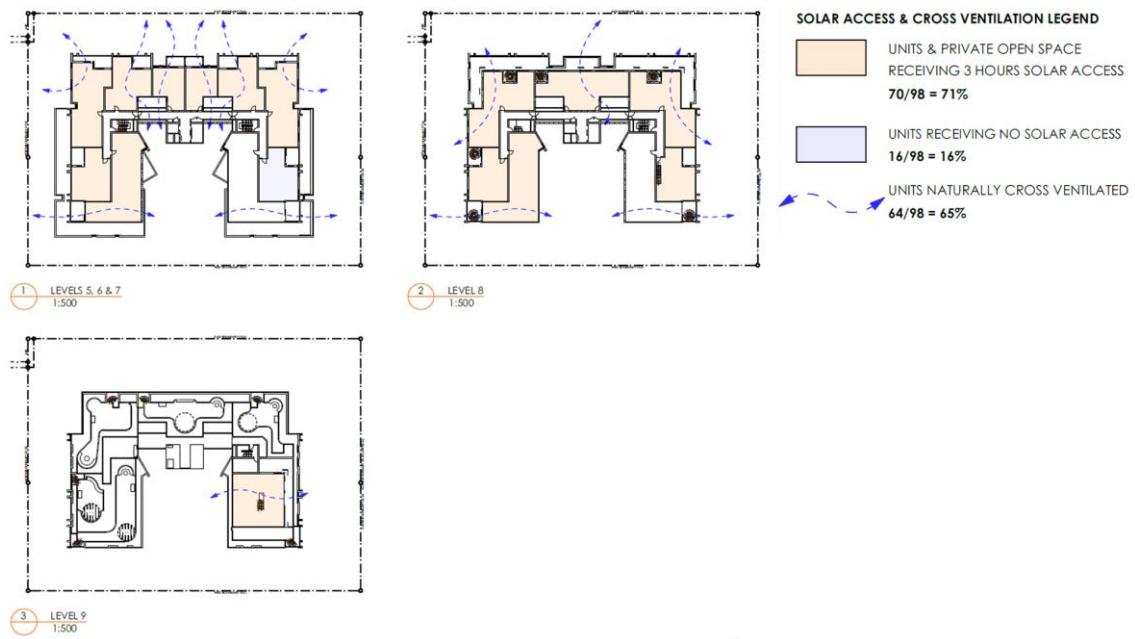 SOLAR ACCESS & CROSS VENTILATION LEGEND
UNITS & PRIVATE OPEN SPACE
RECEIVING 3 HOURS SOLAR ACCESS
70/98 = 71%
UNITS RECEIVING NO SOLAR ACCESS
16/98 = 16%
UNITS NATURALLY CROSS VENTILATED
64/98 = 65%
1 LEVELS 5, 6 & 7
1:500
2 LEVEL 8
1:500
3 LEVEL 9
1:500